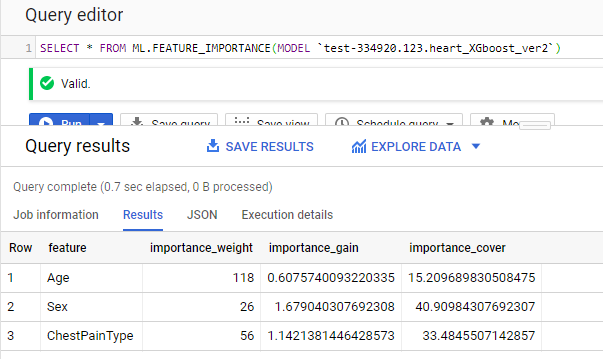 Query editor
1 SELECT * FROM ML.FEATURE_IMPORTANCE(MODEL `test-334920.123.heart_XGboost_ver2`)
Valid.
Run Save query Save view Schedule query
Query results SAVE RESULTS EXPLORE DATA
Query complete (0.7 sec elapsed, 0 B processed)
Job information Results JSON Execution details
Row feature importance_weight importance_gain importance_cover
1 Age 118 0.6075740093220335 15.209689830508475
2 Sex 26 1.679040307692308 40.90984307692307
3 ChestPainType 56 1.1421381446428573 33.4845507142857